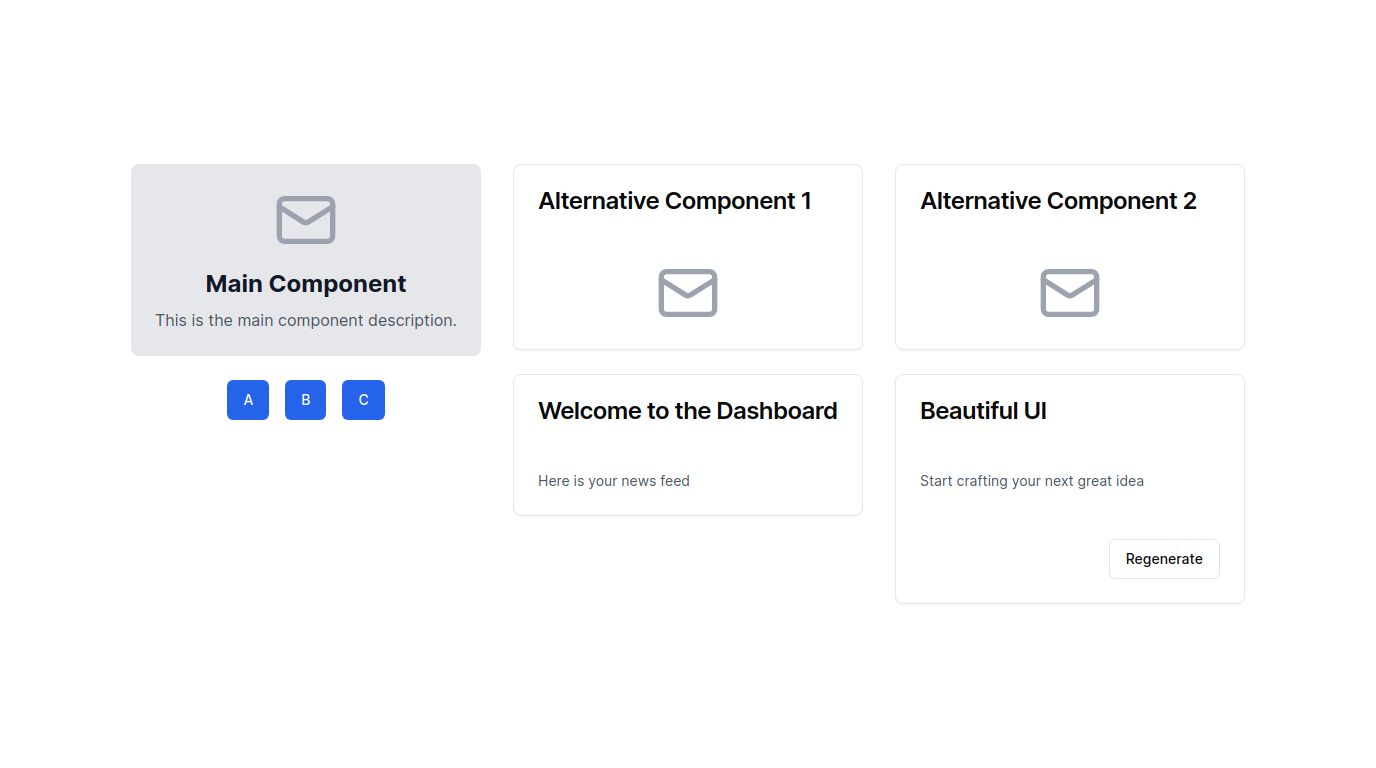 Main Component
This is the main component description.
A
B
C
Alternative Component 1
Welcome to the Dashboard
Here is your news feed
Alternative Component 2
Beautiful UI
Start crafting your next great idea
Regenerate